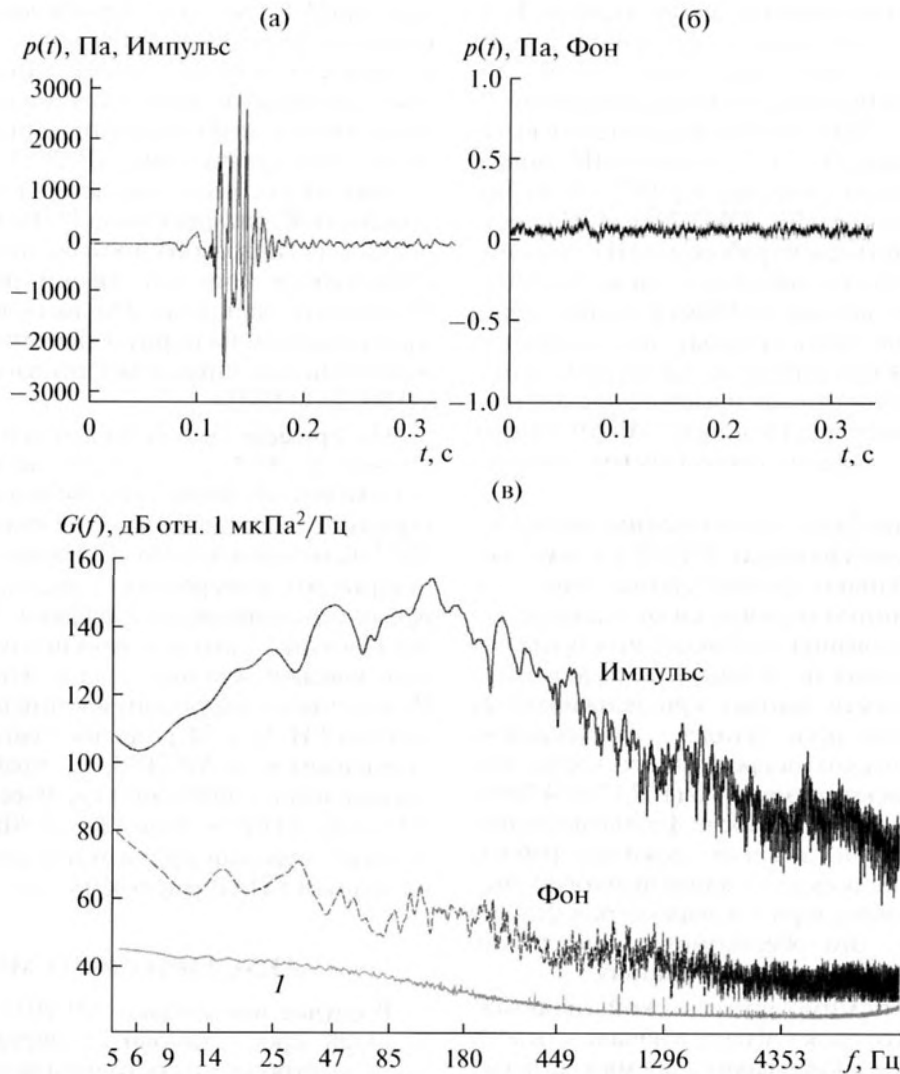 (а)
p(t), Па, Импульс
3000
2000
1000
0
−1000
−2000
−3000
0
0.1
0.2
0.3
t, с
(б)
p(t), Па, Фон
1.0
0.5
0
−0.5
−1.0
0
0.1
0.2
0.3
t, с
(в)
G(f), дБ отн. 1 мкПа²/Гц
160
140
120
100
80
60
40
Импульс
Фон
1
5 6 9 14 25 47 85 180 449 1296 4353 f, Гц